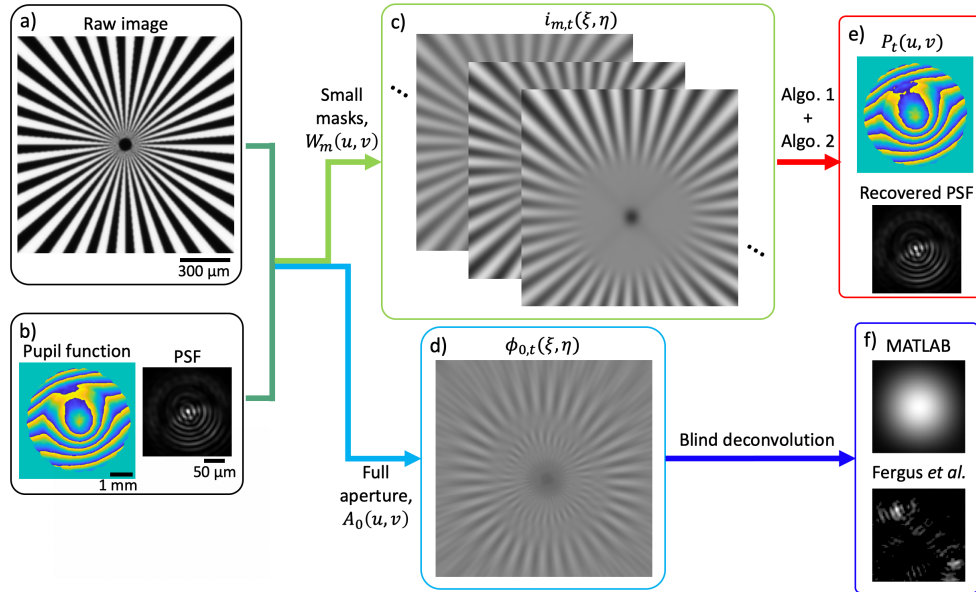 a)
Raw image
300 μm
b)
Pupil function
PSF
1 mm
50 μm
Small
masks,
W_m(u, v)
Full
aperture,
A_0(u, v)
c)
i_{m,t}(ξ, η)
...
...
d)
ϕ_{0,t}(ξ, η)
Algo. 1
+
Algo. 2
Blind deconvolution
e)
P_t(u, v)
Recovered PSF
f)
MATLAB
Fergus et al.